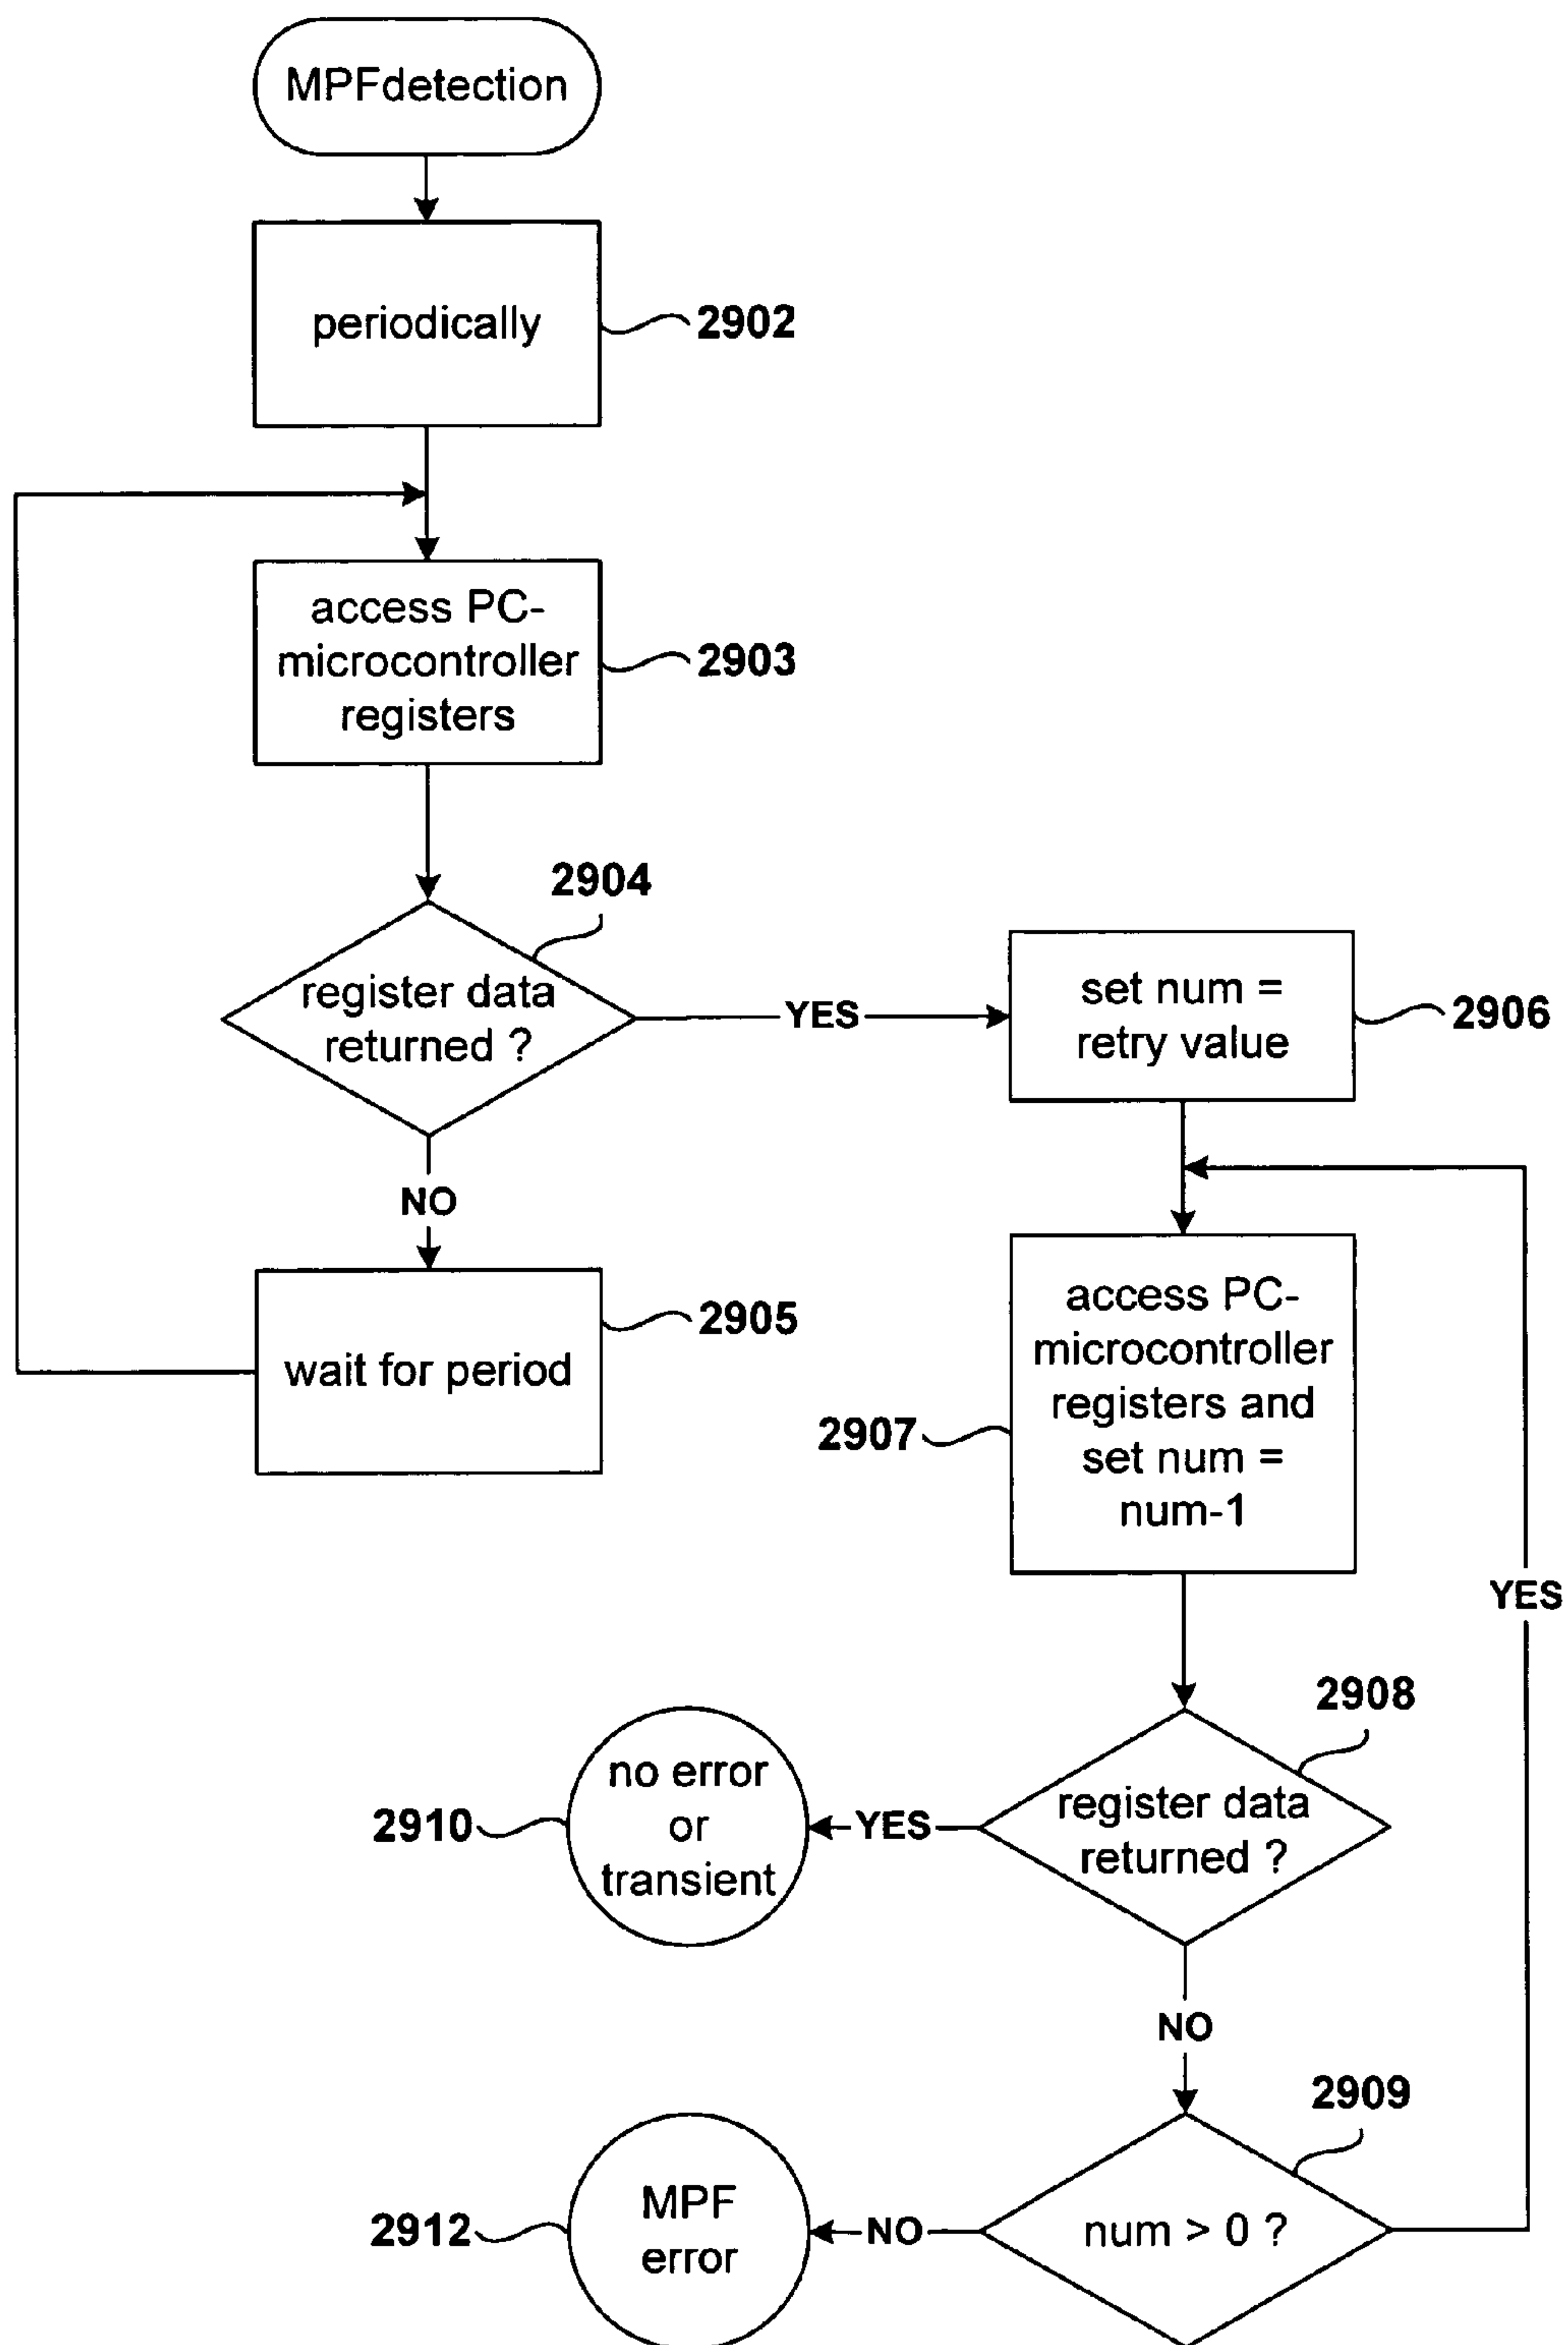 MPFdetection
periodically
2902
access PC-
microcontroller
registers
2903
2904
register data
returned ?
YES
set num =
retry value
2906
NO
wait for period
2905
access PC-
microcontroller
registers and
set num =
num-1
2907
YES
2908
register data
returned ?
YES
no error
or
transient
2910
NO
2909
num > 0 ?
NO
MPF
error
2912